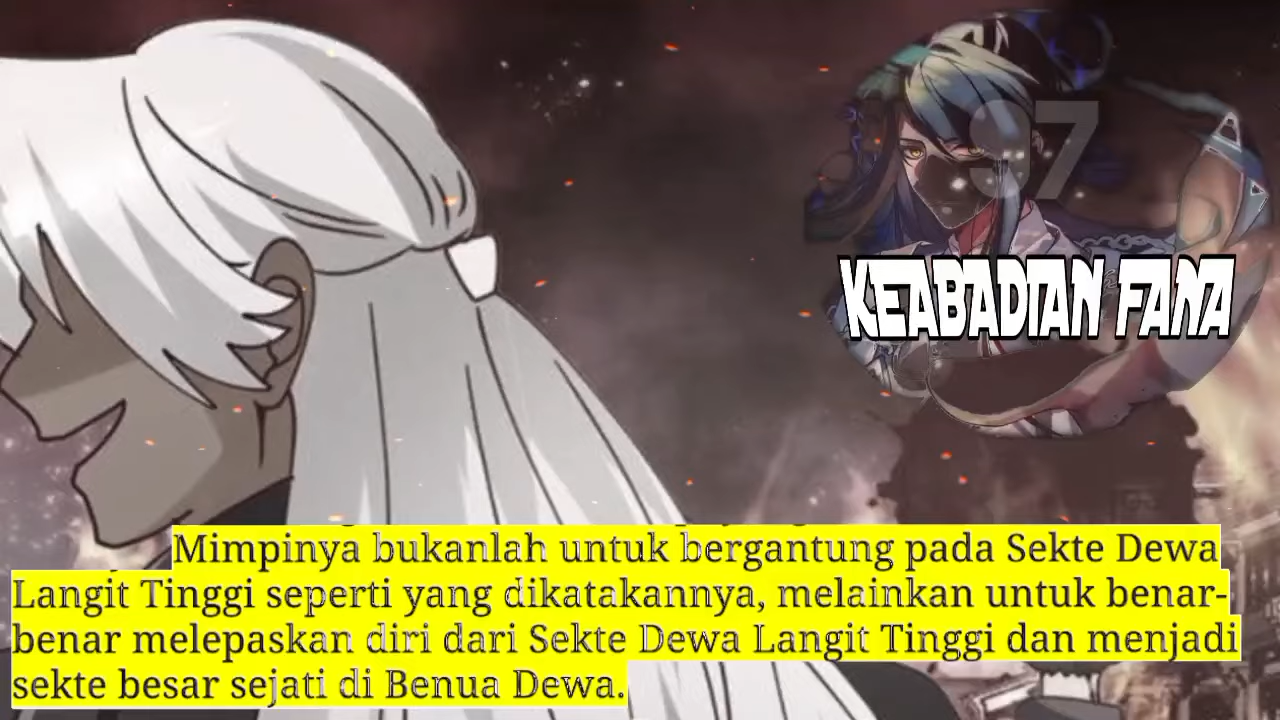 97
KEABADIAN FANA
Mimpinya bukanlah untuk bergantung pada Sekte Dewa
Langit Tinggi seperti yang dikatakannya, melainkan untuk benar-
benar melepaskan diri dari Sekte Dewa Langit Tinggi dan menjadi
sekte besar sejati di Benua Dewa.